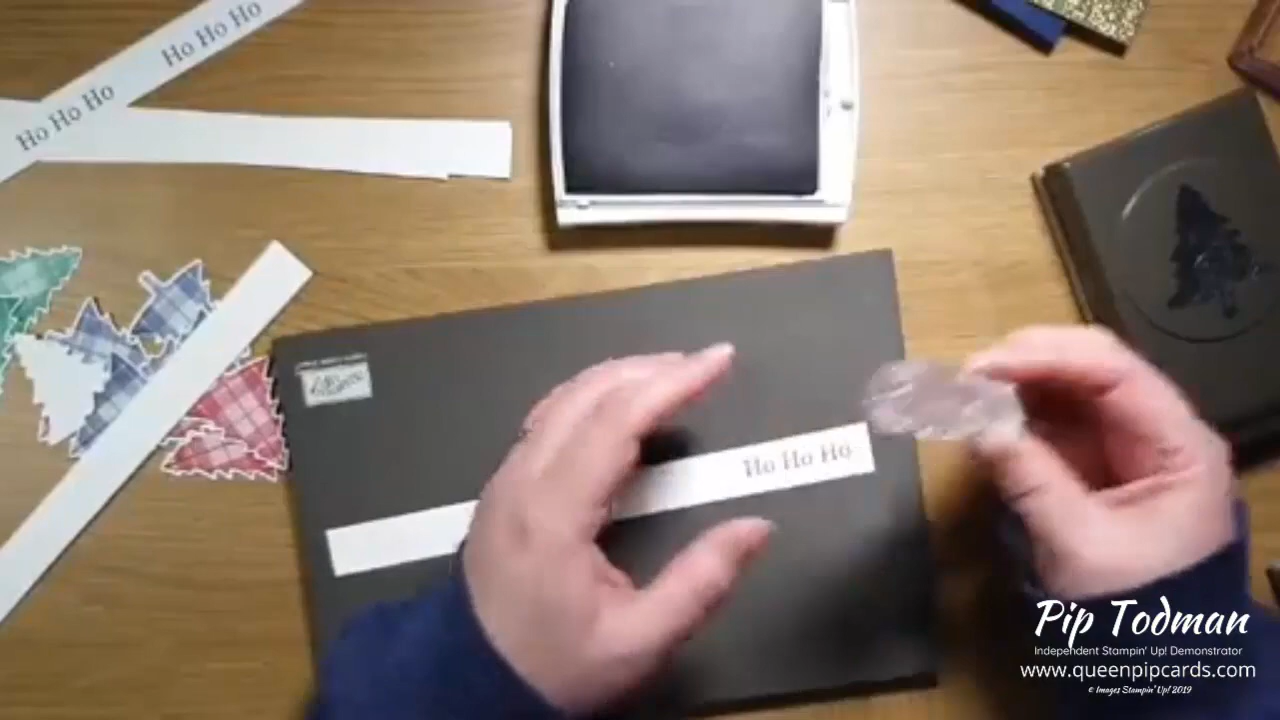 Ho Ho Ho
Ho Ho Ho
Ho Ho Ho
Pip Todman
Independent Stampin' Up! Demonstrator
www.queenpipcards.com
© Images Stampin' Up! 2019